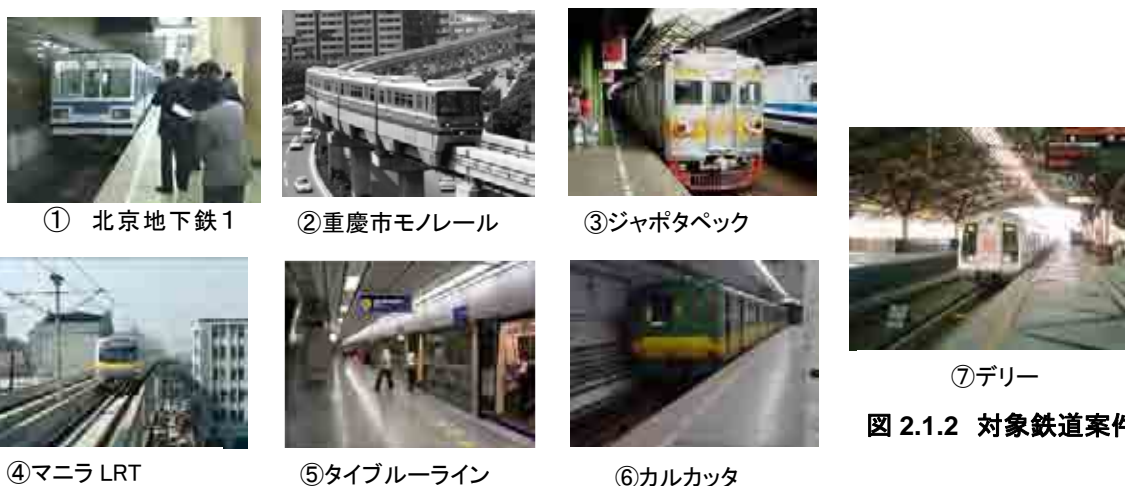 ① 北京地下鉄1
②重慶市モノレール
③ジャポタベック
⑦デリー
図 2.1.2 対象鉄道案件
④マニラ LRT
⑤タイブルーライン
⑥カルカッタ